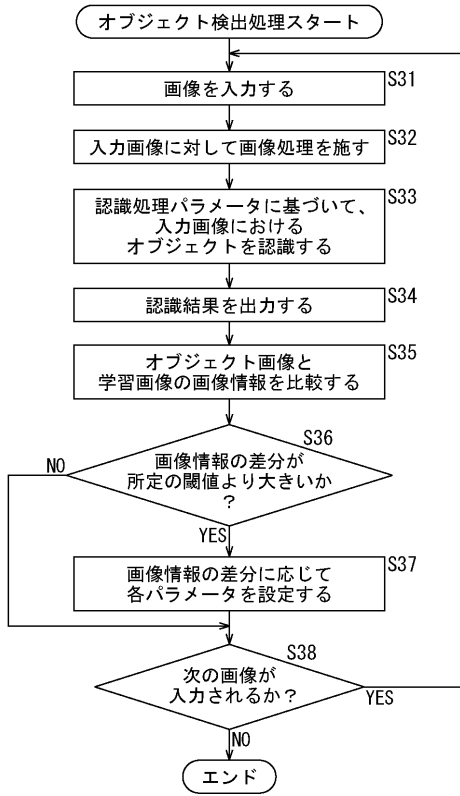 オブジェクト検出処理スタート
画像を入力する
S31
入力画像に対して画像処理を施す
S32
認識処理パラメータに基づいて、
入力画像における
オブジェクトを認識する
S33
認識結果を出力する
S34
オブジェクト画像と
学習画像の画像情報を比較する
S35
S36
画像情報の差分が
所定の閾値より大きいか
?
NO
YES
画像情報の差分に応じて
各パラメータを設定する
S37
S38
次の画像が
入力されるか?
YES
NO
エンド